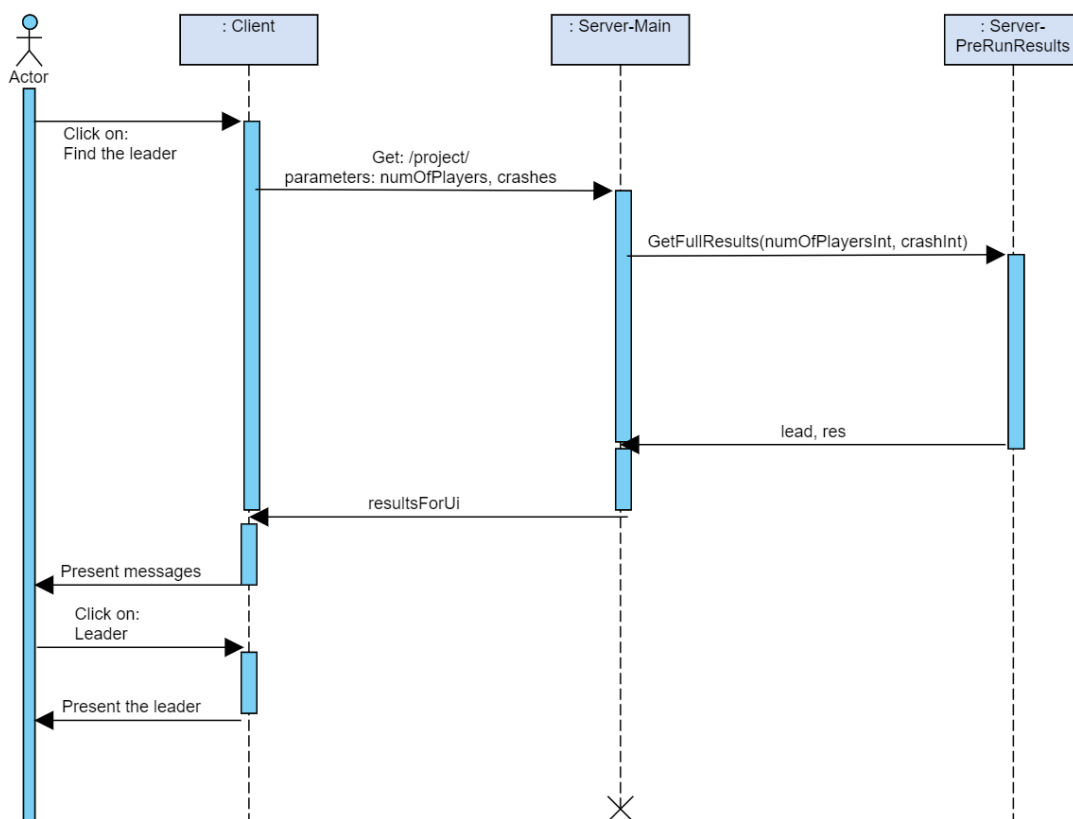 : Client
: Server-Main
: Server-
PreRunResults
Actor
Click on:
Find the leader
Get: /project/
parameters: numOfPlayers, crashes
GetFullResults(numOfPlayersInt, crashInt)
lead, res
resultsForUi
Present messages
Click on:
Leader
Present the leader